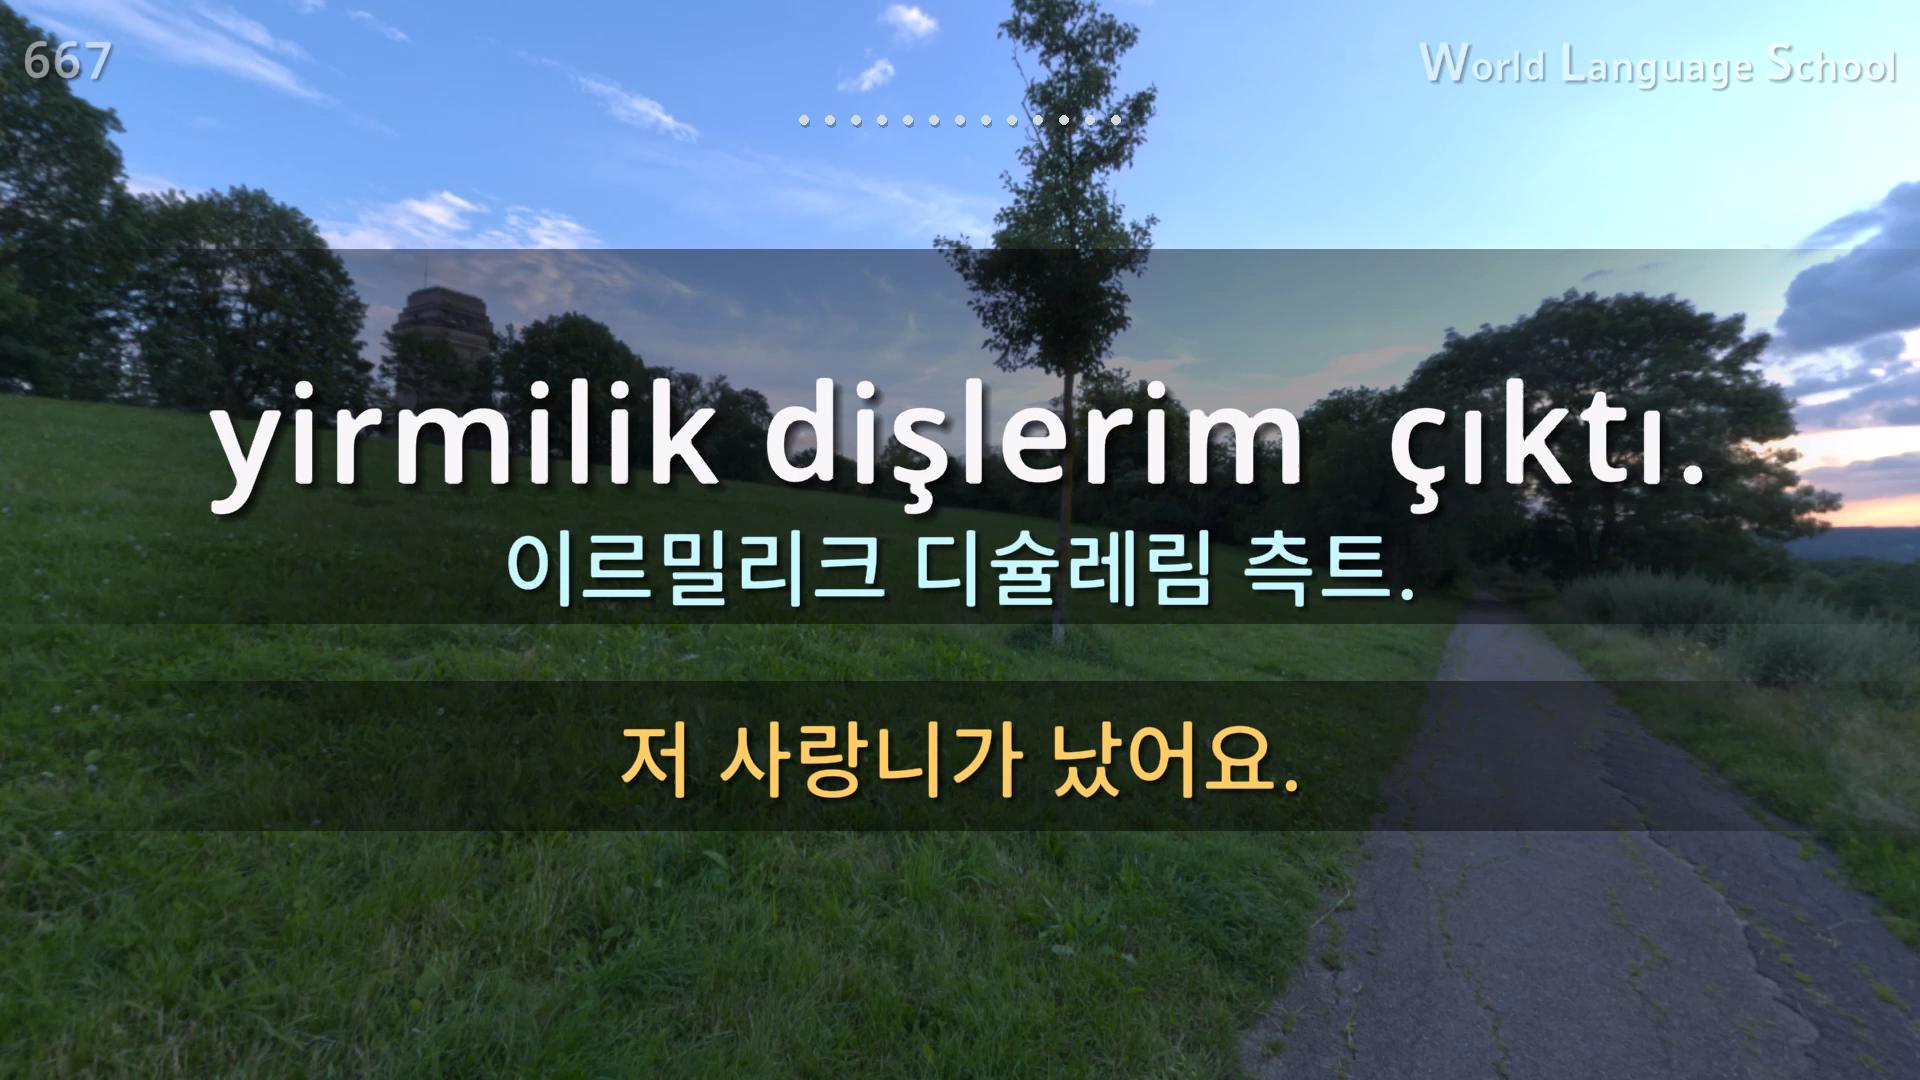 667
World Language School
.............
yirmilik dişlerim çıktı.
이르밀리크 디슐레림 측트.
저 사랑니가 났어요.